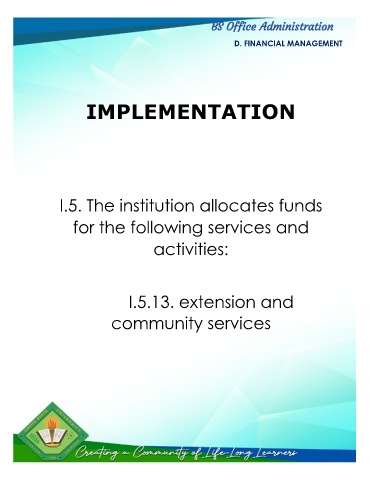 BS Office Administration
D. FINANCIAL MANAGEMENT
IMPLEMENTATION
I.5. The institution allocates funds
for the following services and
activities:
I.5.13. extension and
community services
Creating a Community of Life-Long Learners